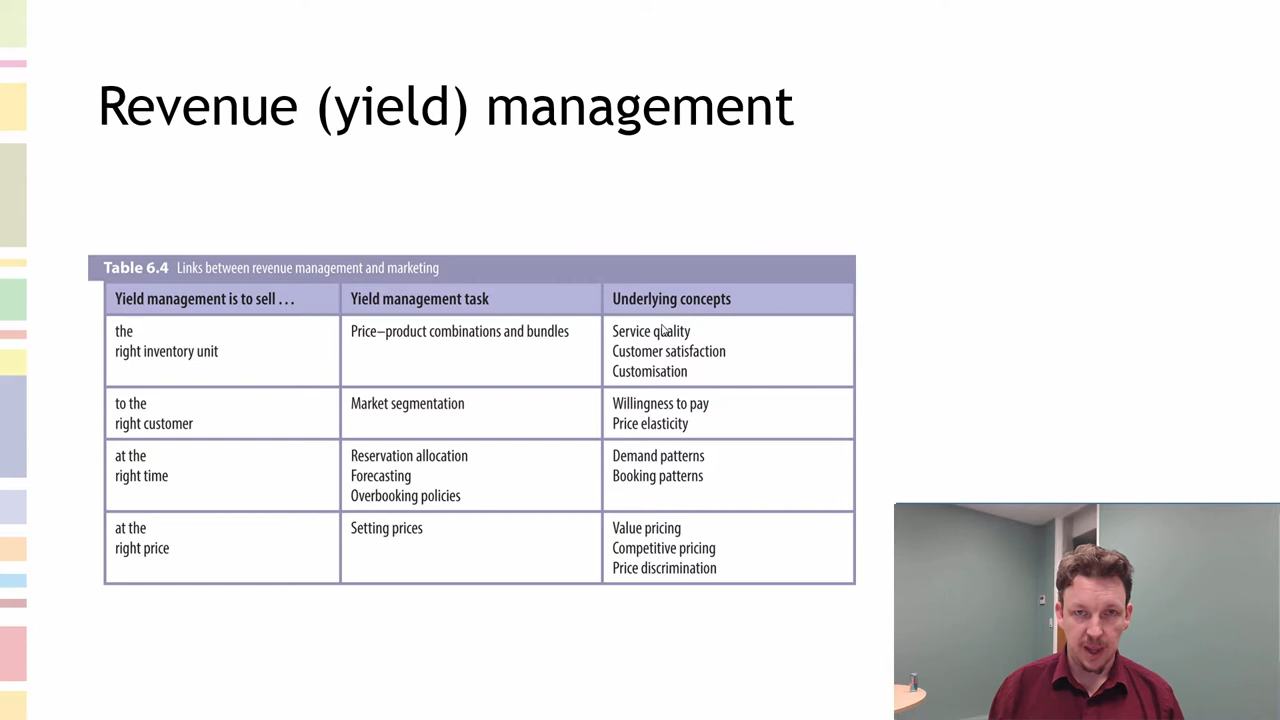 Revenue (yield) management
Table 6.4 Links between revenue management and marketing
Yield management is to sell ... Yield management task Underlying concepts
the Price–product combinations and bundles Service quality
right inventory unit Customer satisfaction
Customisation
to the Market segmentation Willingness to pay
right customer Price elasticity
at the Reservation allocation Demand patterns
right time Forecasting Booking patterns
Overbooking policies
at the Setting prices Value pricing
right price Competitive pricing
Price discrimination